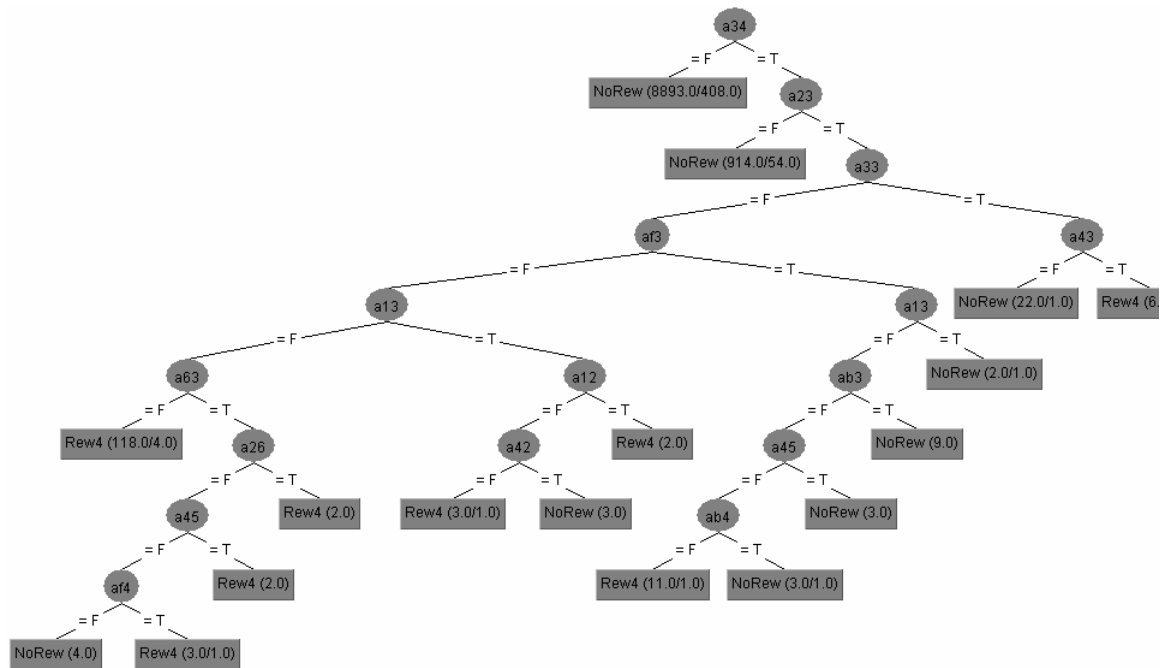 a34
= F
= T
NoRew (8893.0/408.0)
a23
= F
= T
NoRew (914.0/54.0)
a33
= F
= T
af3
a43
= F
= T
= F
= T
a13
a13
NoRew (22.0/1.0)
Rew4 (6.
= F
= T
= F
= T
a63
a12
ab3
NoRew (2.0/1.0)
= F
= T
= F
= T
= F
= T
Rew4 (118.0/4.0)
a26
a42
Rew4 (2.0)
a45
NoRew (9.0)
= F
= T
= F
= T
= F
= T
a45
Rew4 (2.0)
Rew4 (3.0/1.0)
NoRew (3.0)
ab4
NoRew (3.0)
= F
= T
= F
= T
af4
Rew4 (2.0)
Rew4 (11.0/1.0)
NoRew (3.0/1.0)
= F
= T
NoRew (4.0)
Rew4 (3.0/1.0)